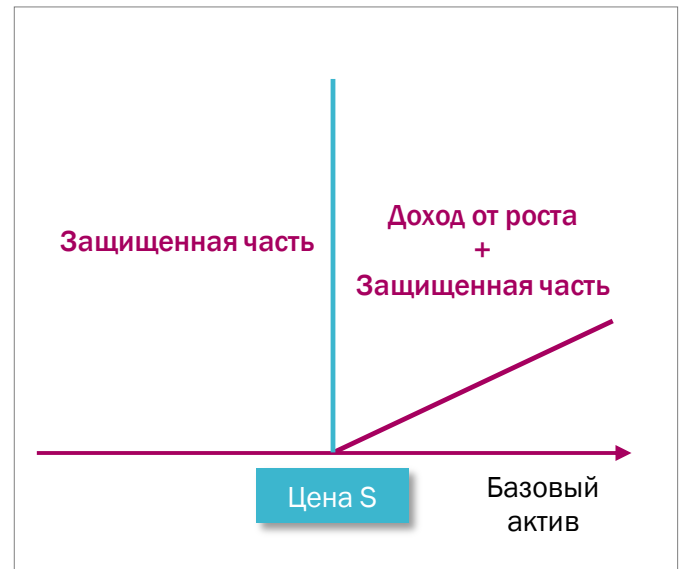 Защищенная часть
Доход от роста
+
Защищенная часть
Цена S
Базовый
актив